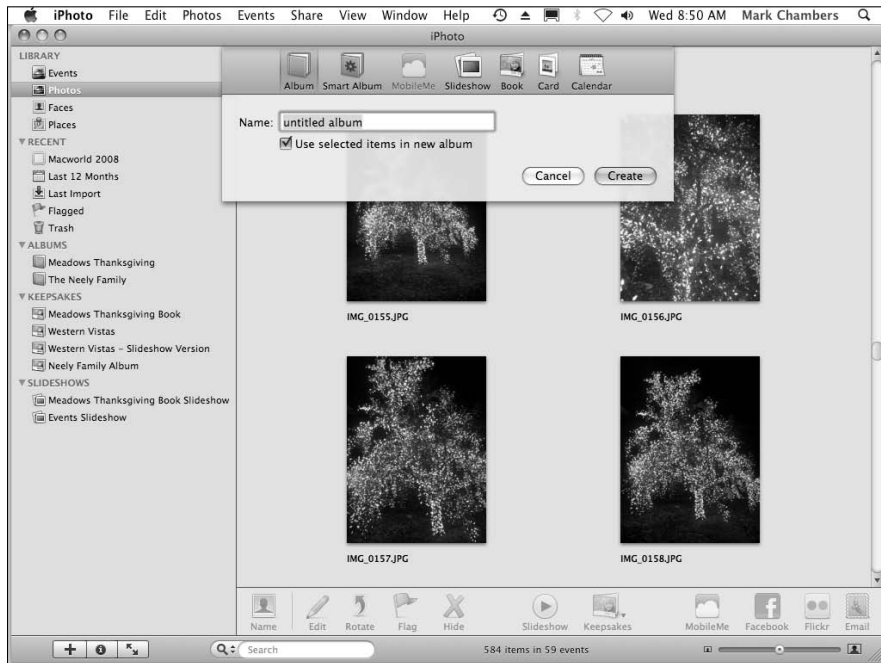 iPhoto File Edit Photos Events Share View Window Help Wed 8:50 AM Mark Chambers
iPhoto
LIBRARY
Events
Photos
Faces
Places
RECENT
Macworld 2008
Last 12 Months
Last Import
Flagged
Trash
ALBUMS
Meadows Thanksgiving
The Neely Family
KEEPSAKES
Meadows Thanksgiving Book
Western Vistas
Western Vistas – Slideshow Version
Neely Family Album
SLIDESHOWS
Meadows Thanksgiving Book Slideshow
Events Slideshow
Album Smart Album MobileMe Slideshow Book Card Calendar
Name: untitled album
Use selected items in new album
Cancel Create
IMG_0155.JPG IMG_0156.JPG
IMG_0157.JPG IMG_0158.JPG
Name Edit Rotate Flag Hide Slideshow Keepsakes MobileMe Facebook Flickr Email
Search 584 items in 59 events